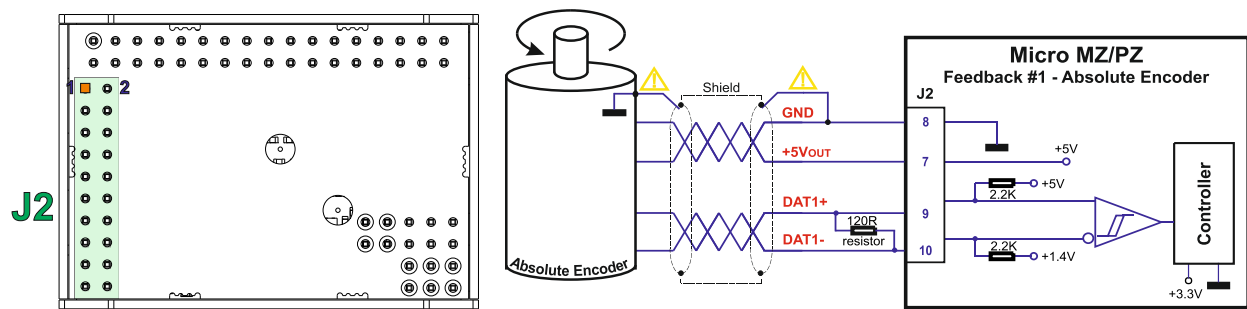 1 2
J2
Absolute Encoder
Shield
GND
+5VOUT
DAT1+
120R
resistor
DAT1-
Micro MZ/PZ
Feedback #1 - Absolute Encoder
J2
8
7
9
10
+5V
+5V
2.2K
2.2K
+1.4V
Controller
+3.3V